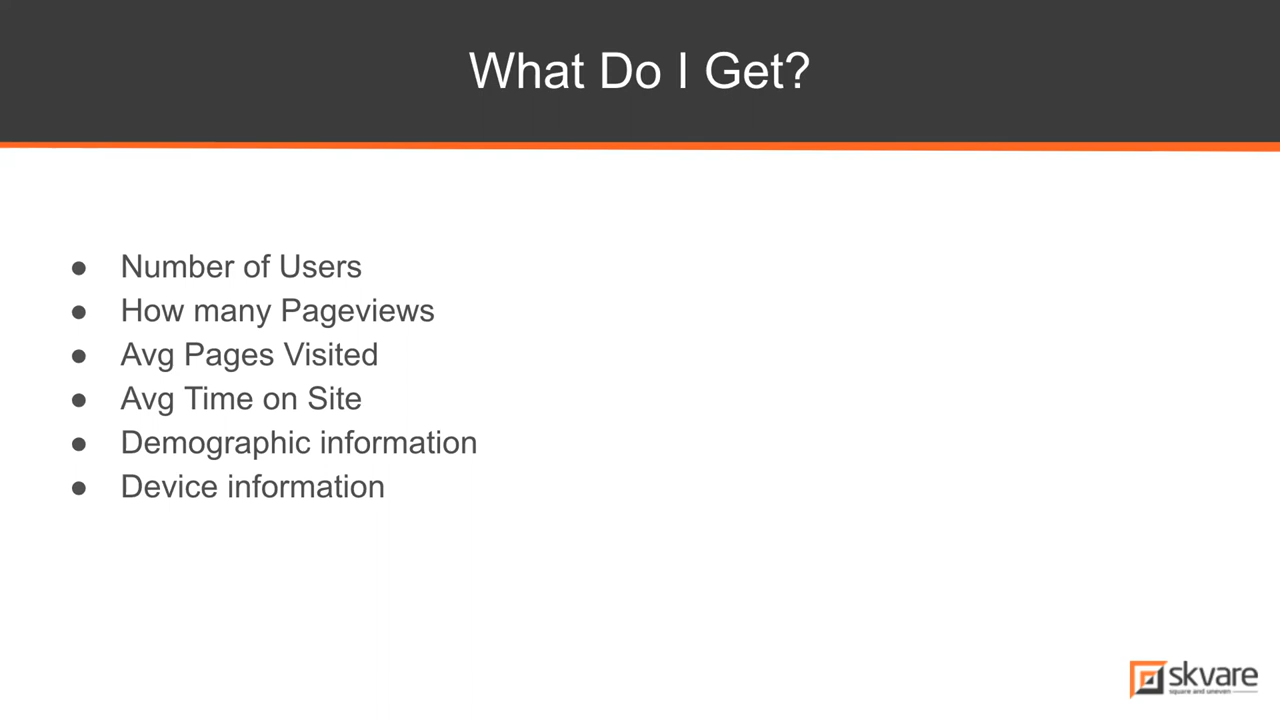 What Do I Get?
● Number of Users
● How many Pageviews
● Avg Pages Visited
● Avg Time on Site
● Demographic information
● Device information
skvare
square and uneven